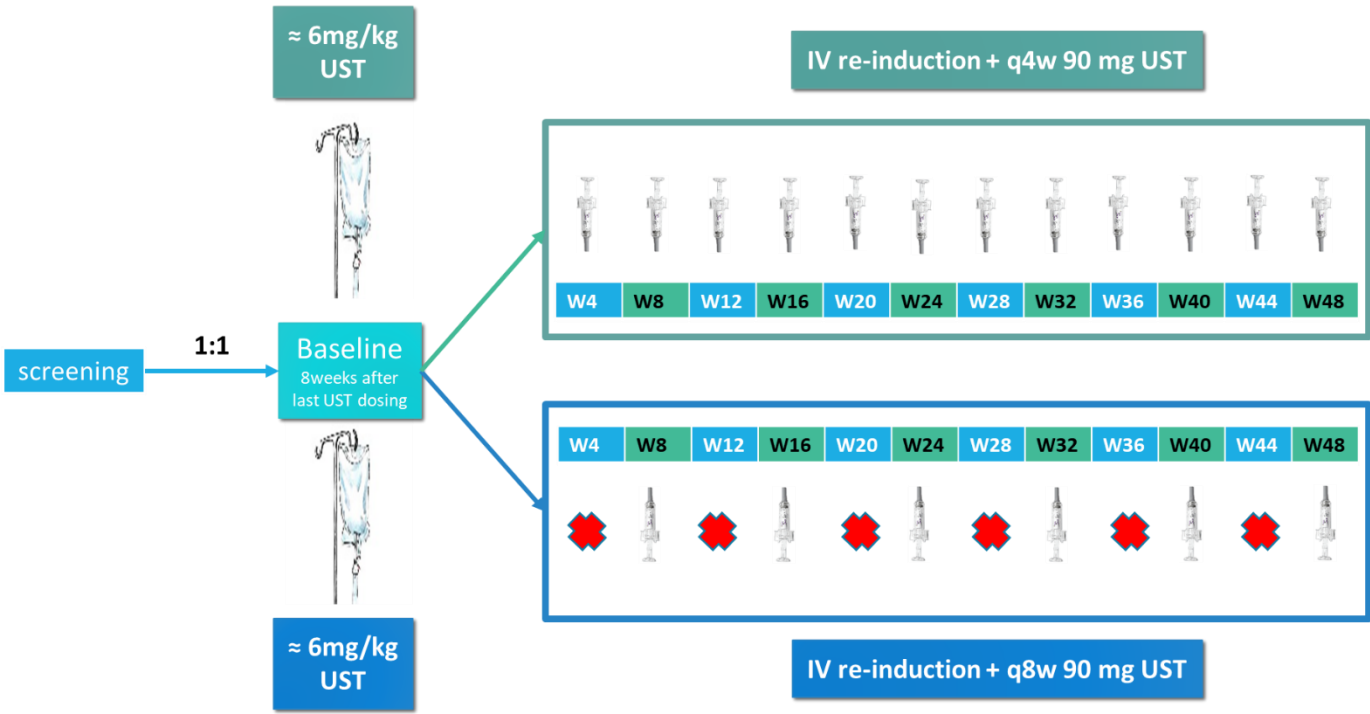 ≈ 6mg/kg
UST
IV re-induction + q4w 90 mg UST
W4 W8 W12 W16 W20 W24 W28 W32 W36 W40 W44 W48
screening
1:1
Baseline
8weeks after
last UST dosing
W4 W8 W12 W16 W20 W24 W28 W32 W36 W40 W44 W48
≈ 6mg/kg
UST
IV re-induction + q8w 90 mg UST